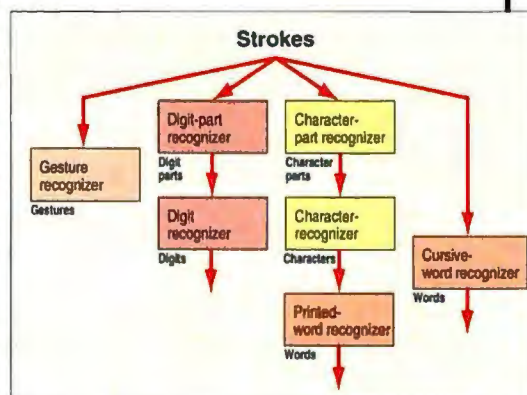 Strokes
Gesture
recognizer
Gestures
Digit-part
recognizer
Digit
parts
Digit
recognizer
Digits
Character-
part recognizer
Character
parts
Character-
recognizer
Characters
Printed-
word recognizer
Words
Cursive-
word recognizer
Words